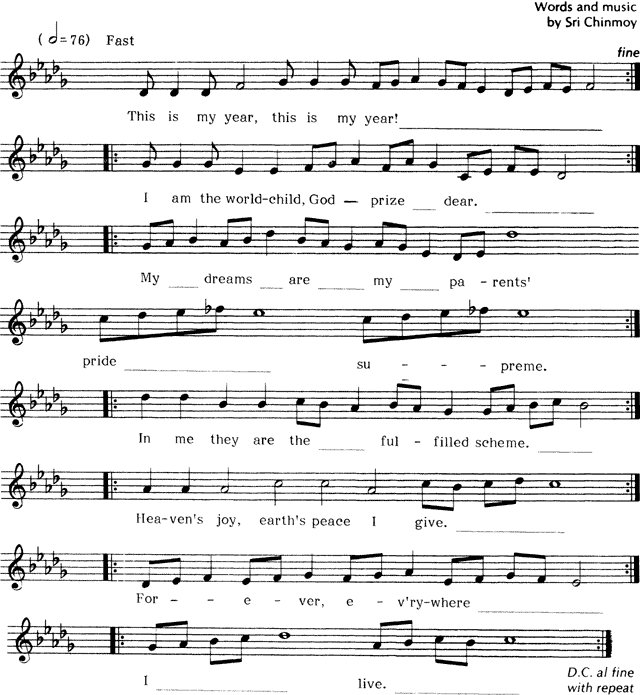 Words and music
by Sri Chinmoy
(𝅗𝅥=76) Fast
fine
This is my year, this is my year!
I am the world-child, God — prize dear.
My dreams are my pa - rents'
pride su - - - preme.
In me they are the ful - filled scheme.
Hea-ven's joy, earth's peace I give.
For - - e - ver, e - v'ry-where
I live.
D.C. al fine
with repeat